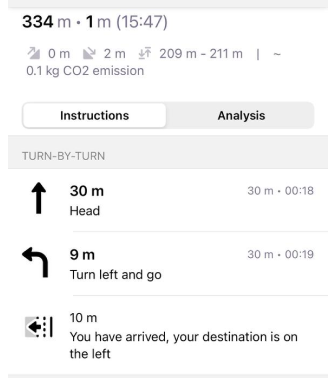 334 m • 1 m (15:47)
0 m 2 m 209 m - 211 m | ~
0.1 kg CO2 emission
Instructions Analysis
TURN-BY-TURN
30 m 30 m • 00:18
Head
9 m 30 m • 00:19
Turn left and go
10 m
You have arrived, your destination is on
the left